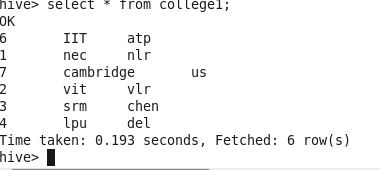 hive> select * from college1;
OK
6 IIT atp
1 nec nlr
7 cambridge us
2 vit vlr
3 srm chen
4 lpu del
Time taken: 0.193 seconds, Fetched: 6 row(s)
hive>